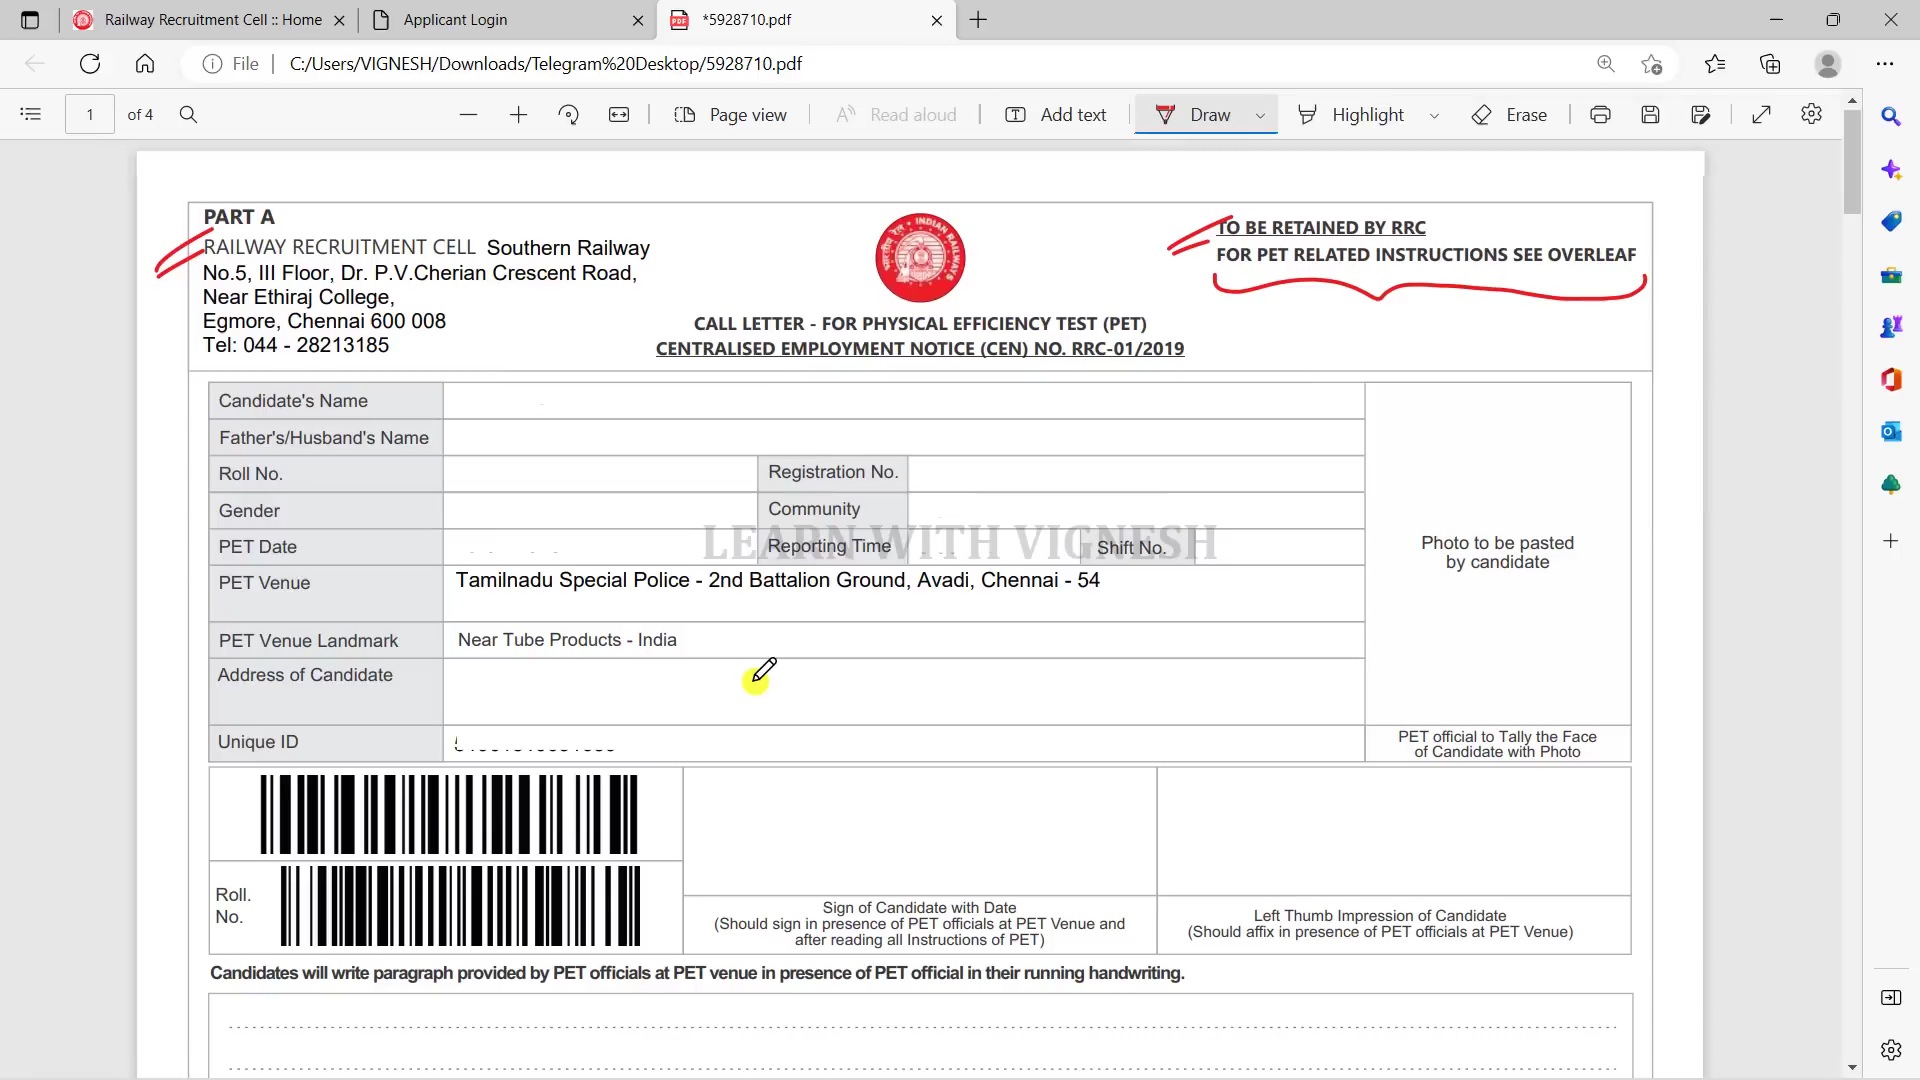 Railway Recruitment Cell :: Home
Applicant Login
*5928710.pdf
File
C:/Users/VIGNESH/Downloads/Telegram%20Desktop/5928710.pdf
1 of 4
Page view
Read aloud
Add text
Draw
Highlight
Erase
PART A
RAILWAY RECRUITMENT CELL Southern Railway
No.5, III Floor, Dr. P.V.Cherian Crescent Road,
Near Ethiraj College,
Egmore, Chennai 600 008
Tel: 044 - 28213185
INDIAN RAILWAYS
TO BE RETAINED BY RRC
FOR PET RELATED INSTRUCTIONS SEE OVERLEAF
CALL LETTER - FOR PHYSICAL EFFICIENCY TEST (PET)
CENTRALISED EMPLOYMENT NOTICE (CEN) NO. RRC-01/2019
Candidate's Name
Father's/Husband's Name
Roll No.
Registration No.
Gender
Community
LEARN WITH VIGNESH
PET Date
Reporting Time
Shift No.
PET Venue
Tamilnadu Special Police - 2nd Battalion Ground, Avadi, Chennai - 54
PET Venue Landmark
Near Tube Products - India
Address of Candidate
Unique ID
Photo to be pasted
by candidate
PET official to Tally the Face
of Candidate with Photo
Roll.
No.
Sign of Candidate with Date
(Should sign in presence of PET officials at PET Venue and
after reading all Instructions of PET)
Left Thumb Impression of Candidate
(Should affix in presence of PET officials at PET Venue)
Candidates will write paragraph provided by PET officials at PET venue in presence of PET official in their running handwriting.